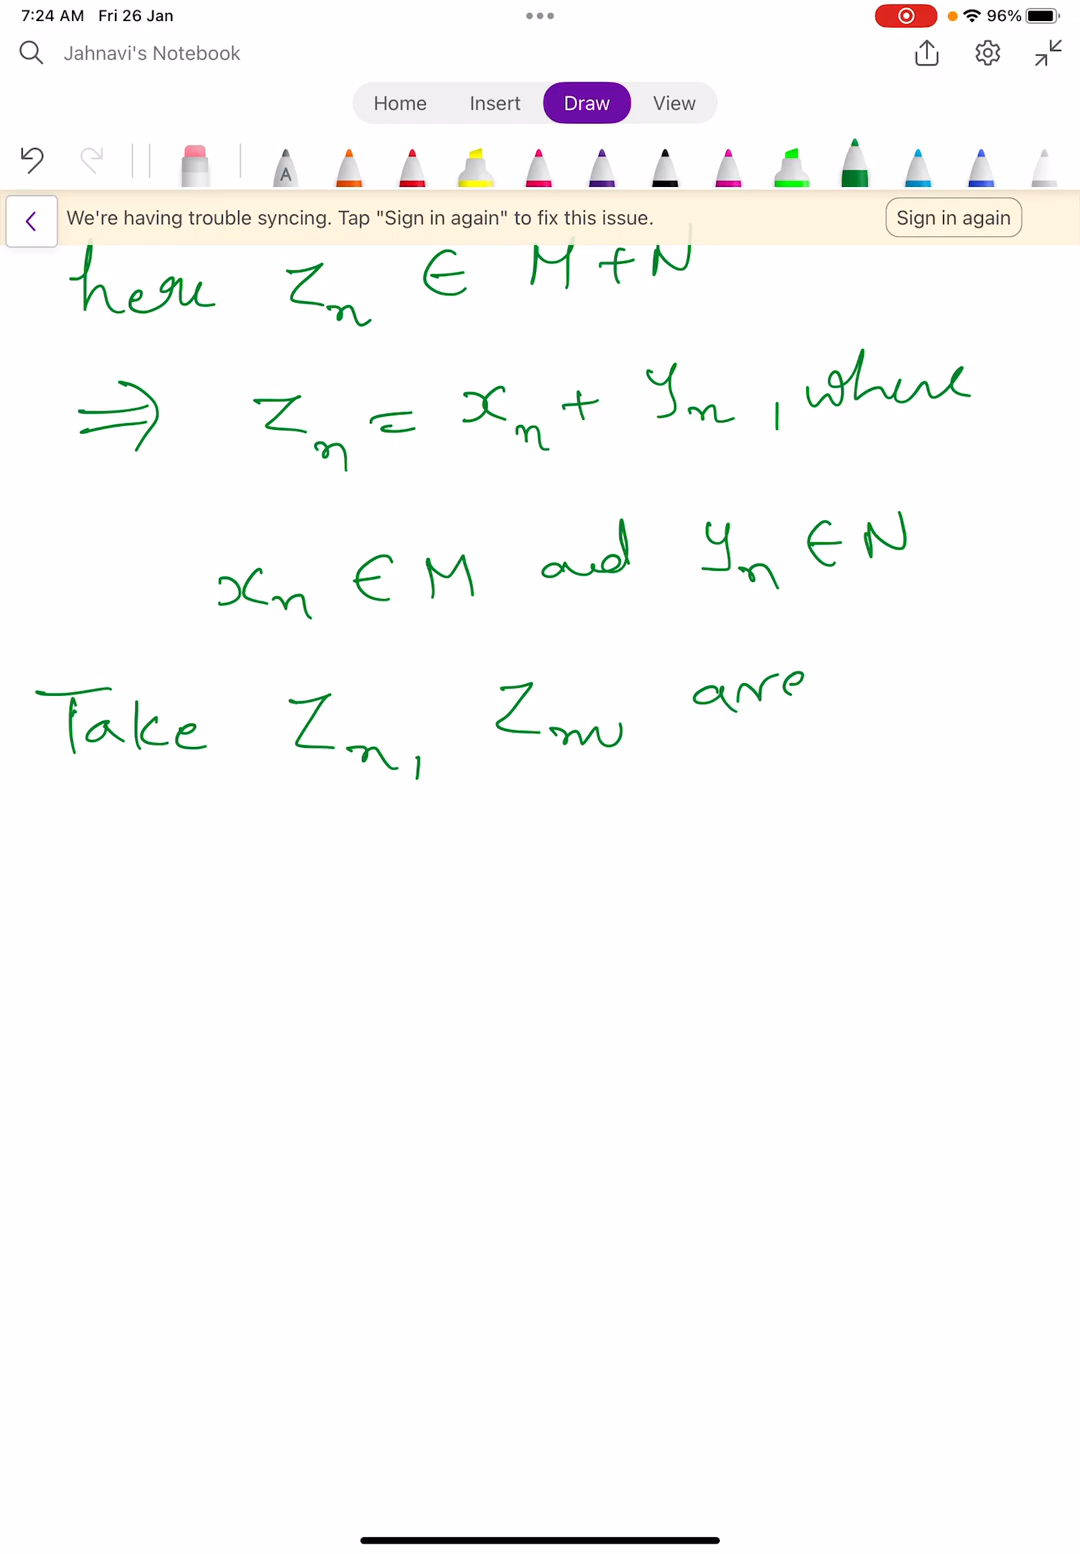 7:24 AM Fri 26 Jan 96%
Jahnavi's Notebook
Home Insert Draw View
A
We're having trouble syncing. Tap "Sign in again" to fix this issue. Sign in again
here Zn ∈ M + N
⇒ Zn = xn + yn, where
xn ∈ M and yn ∈ N
Take Zn, Zm are